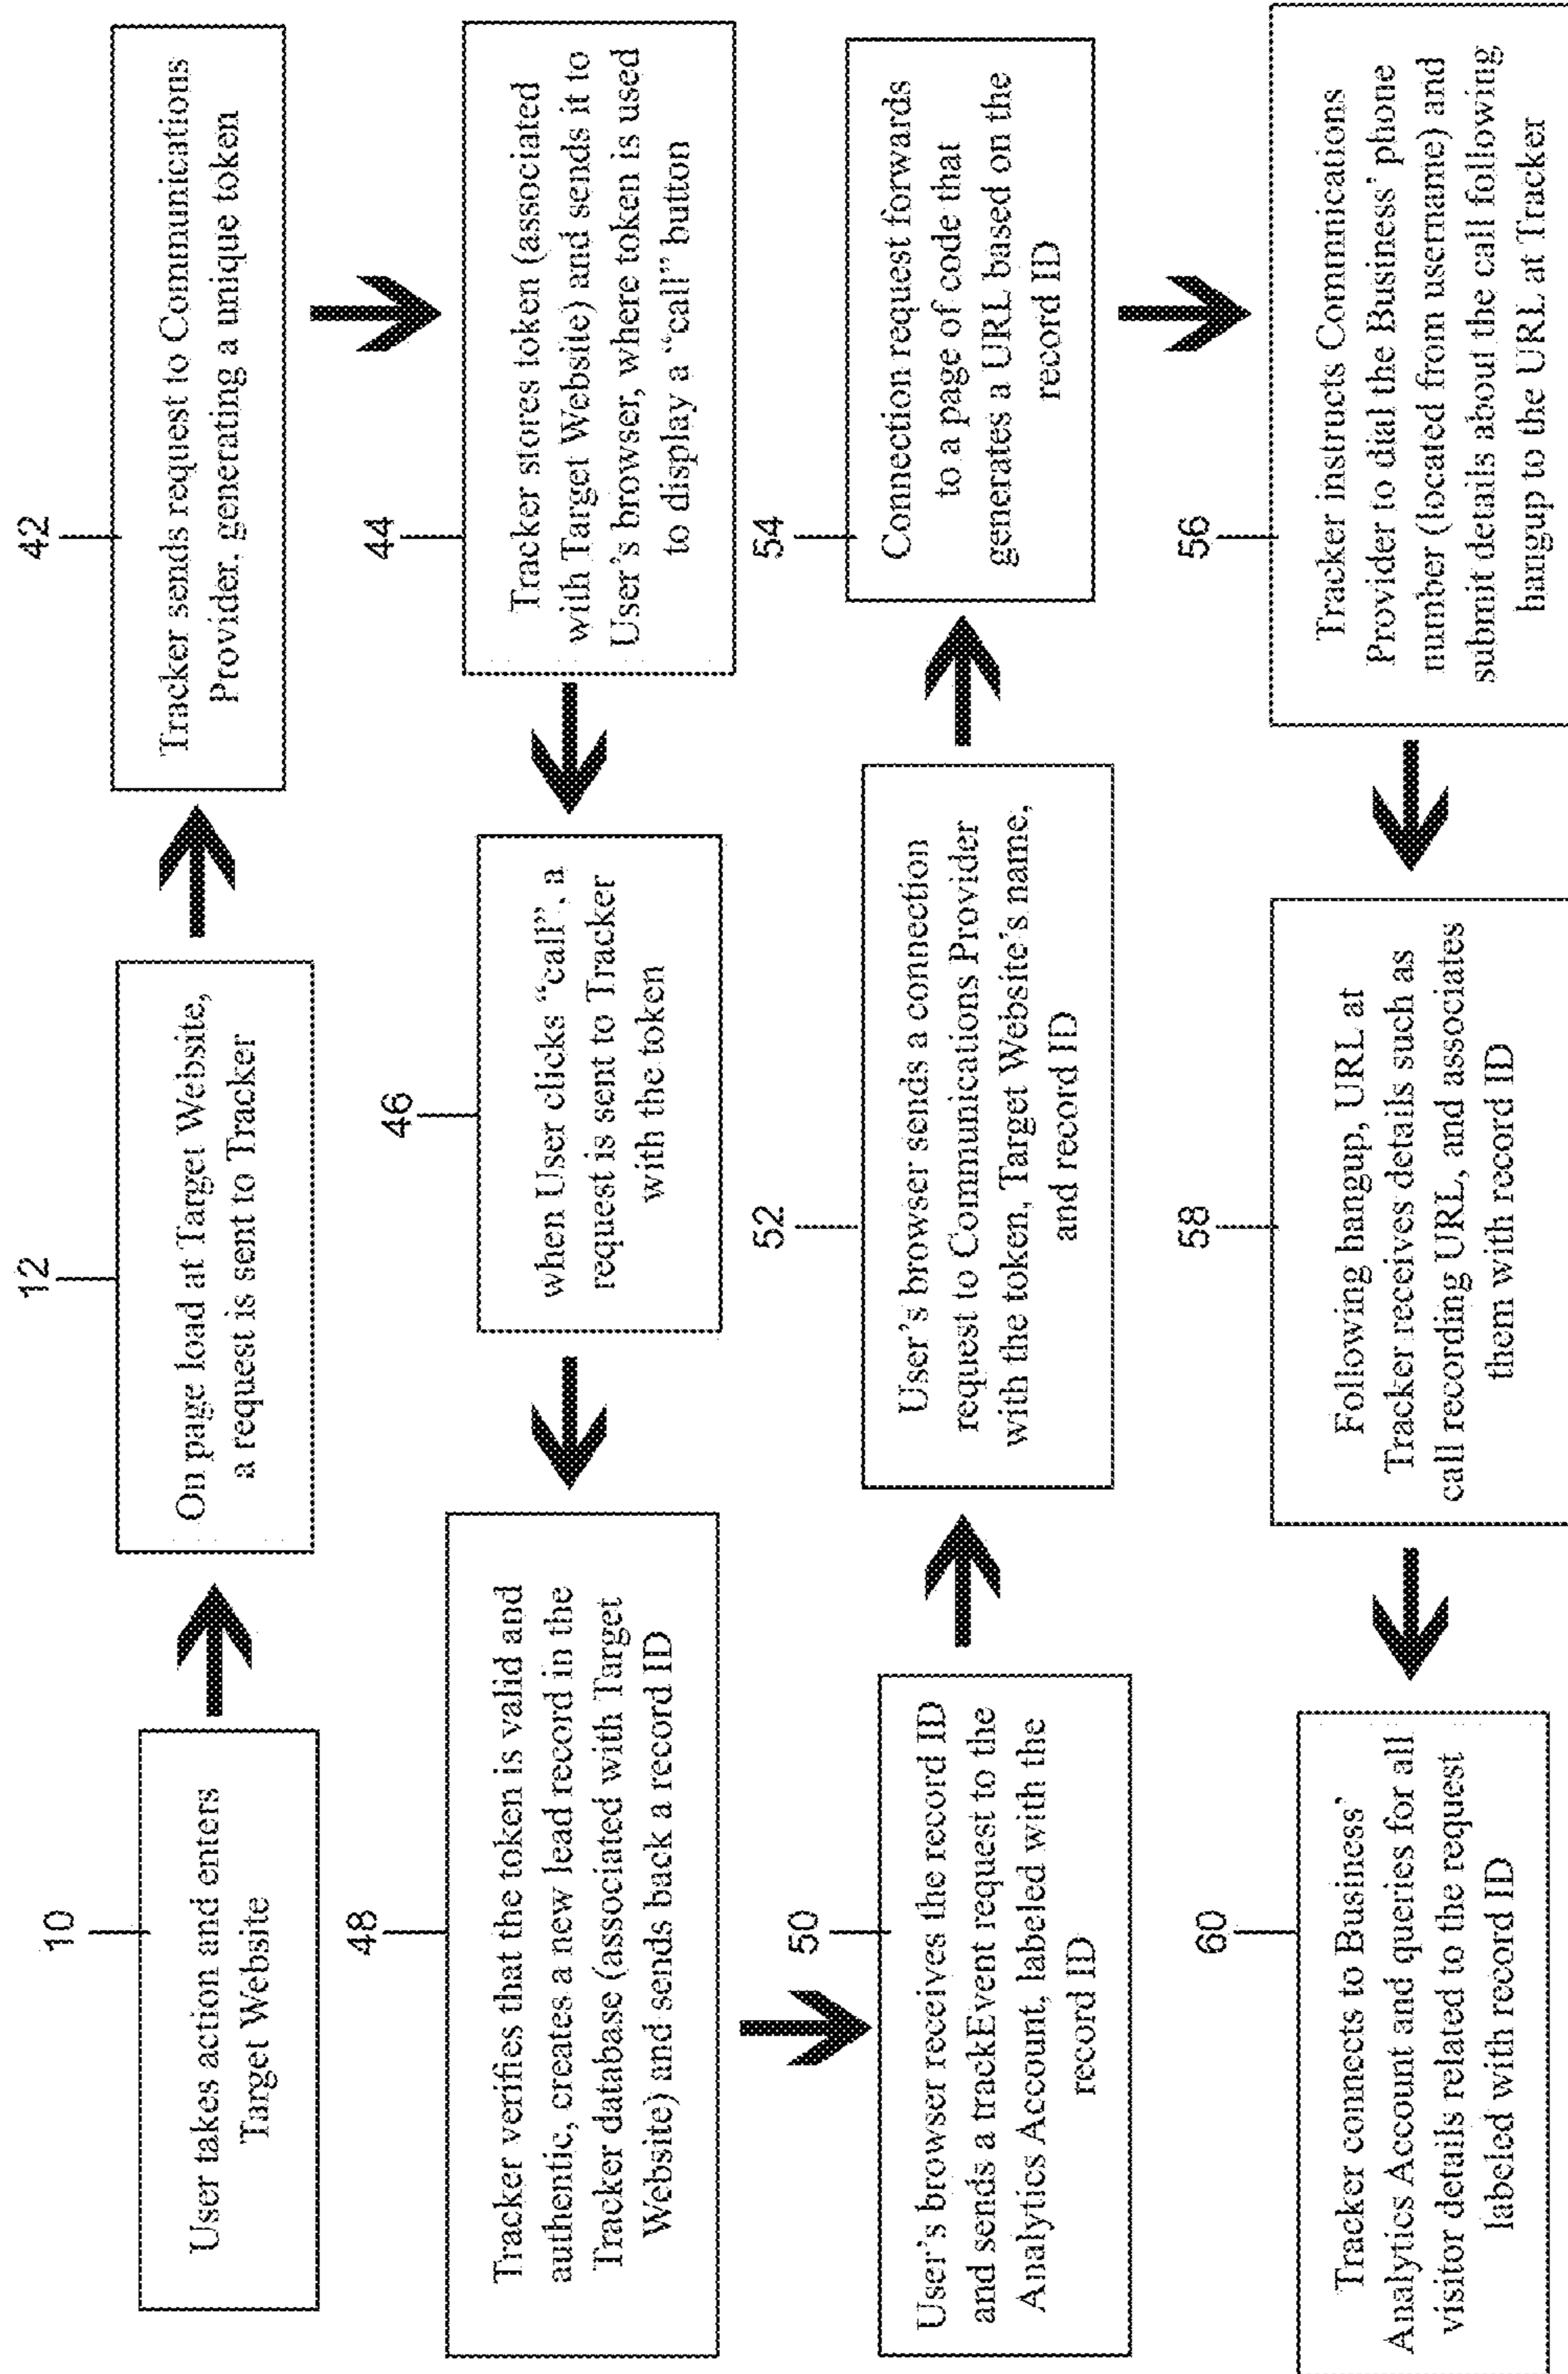 10
User takes action and enters
Target Website
12
On page load at Target Website,
a request is sent to Tracker
42
Tracker sends request to Communications
Provider, generating a unique token
44
Tracker stores token (associated
with Target Website) and sends it to
User's browser, where token is used
to display a “call” button
46
when User clicks “call”, a
request is sent to Tracker
with the token
48
Tracker verifies that the token is valid and
authentic, creates a new lead record in the
Tracker database (associated with Target
Website) and sends back a record ID
50
User's browser receives the record ID
and sends a trackEvent request to the
Analytics Account, labeled with the
record ID
52
User's browser sends a connection
request to Communications Provider
with the token, Target Website's name,
and record ID
54
Connection request forwards
to a page of code that
generates a URL based on the
record ID
56
Tracker instructs Communications
Provider to dial the Business' phone
number (located from username) and
submit details about the call following
hangup to the URL at Tracker
58
Following hangup, URL at
Tracker receives details such as
call recording URL, and associates
them with record ID
60
Tracker connects to Business'
Analytics Account and queries for all
visitor details related to the request
labeled with record ID